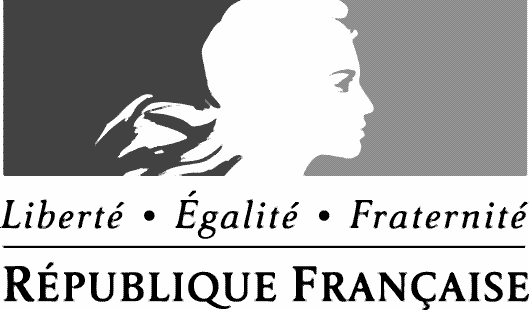 Liberté • Égalité • Fraternité
RÉPUBLIQUE FRANÇAISE